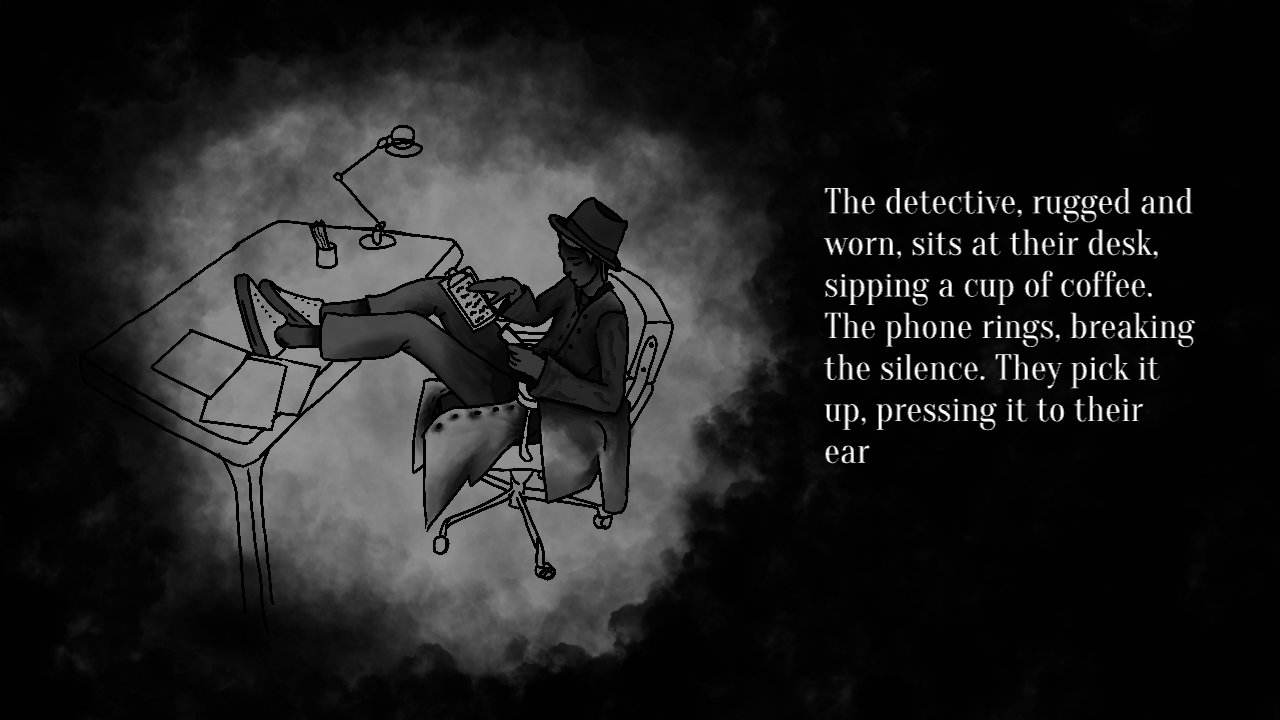 The detective, rugged and
worn, sits at their desk,
sipping a cup of coffee.
The phone rings, breaking
the silence. They pick it
up, pressing it to their
ear